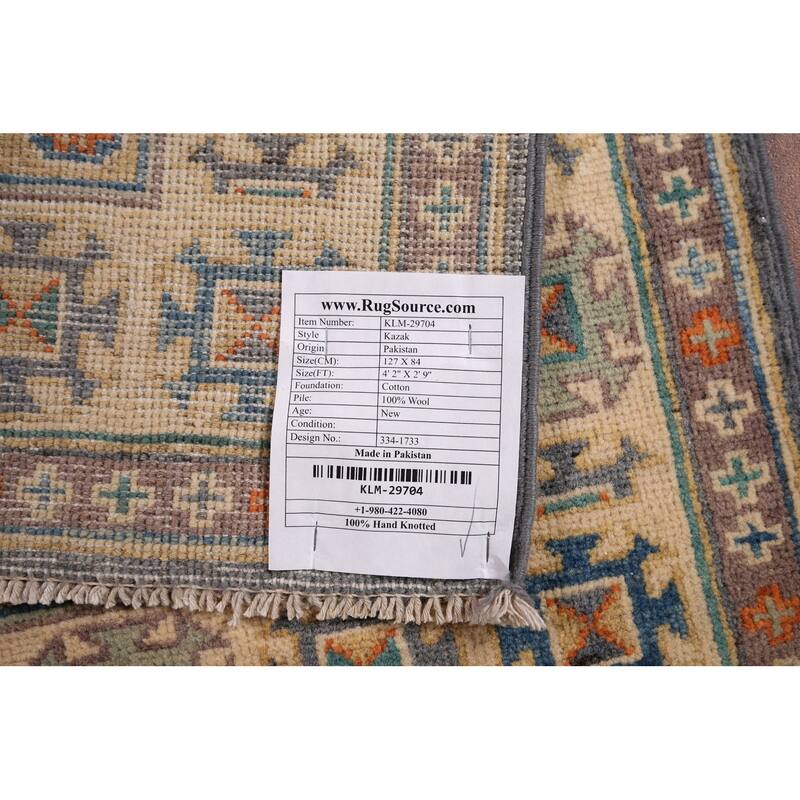 www.RugSource.com
Item Number: KLM-29704
Style Kazak
Origin Pakistan
Size(CM): 127 X 84
Size(FT): 4' 2" X 2' 9"
Foundation: Cotton
Pile: 100% Wool
Age: New
Condition:
Design No.: 334-1733
Made in Pakistan
KLM-29704
+1-980-422-4080
100% Hand Knotted